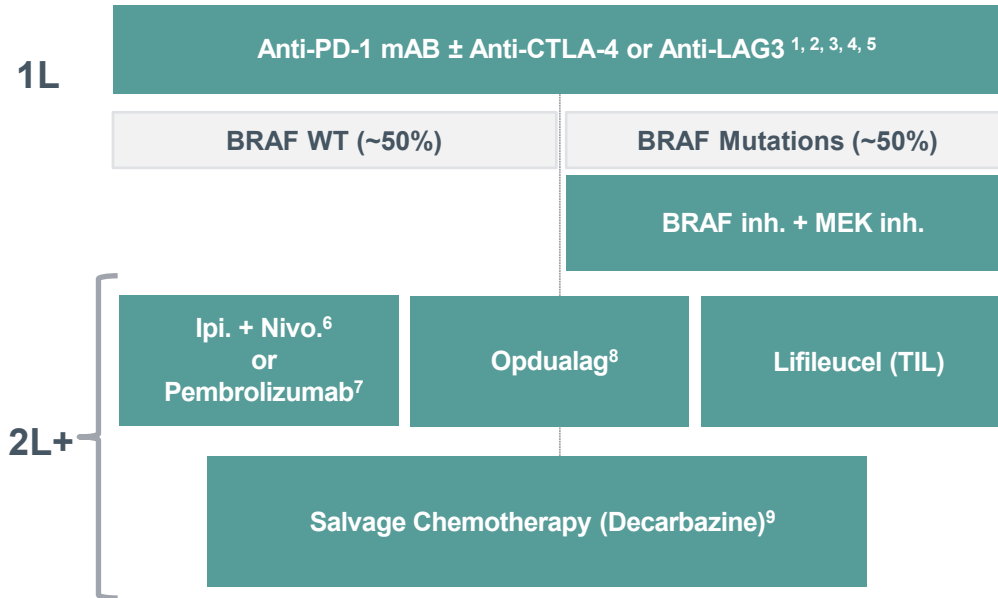 1L
Anti-PD-1 mAB ± Anti-CTLA-4 or Anti-LAG3 1, 2, 3, 4, 5
BRAF WT (~50%)
BRAF Mutations (~50%)
BRAF inh. + MEK inh.
2L+
Ipi. + Nivo.6
or
Pembrolizumab7
Opdualag8
Lifileucel (TIL)
Salvage Chemotherapy (Decarbazine)9